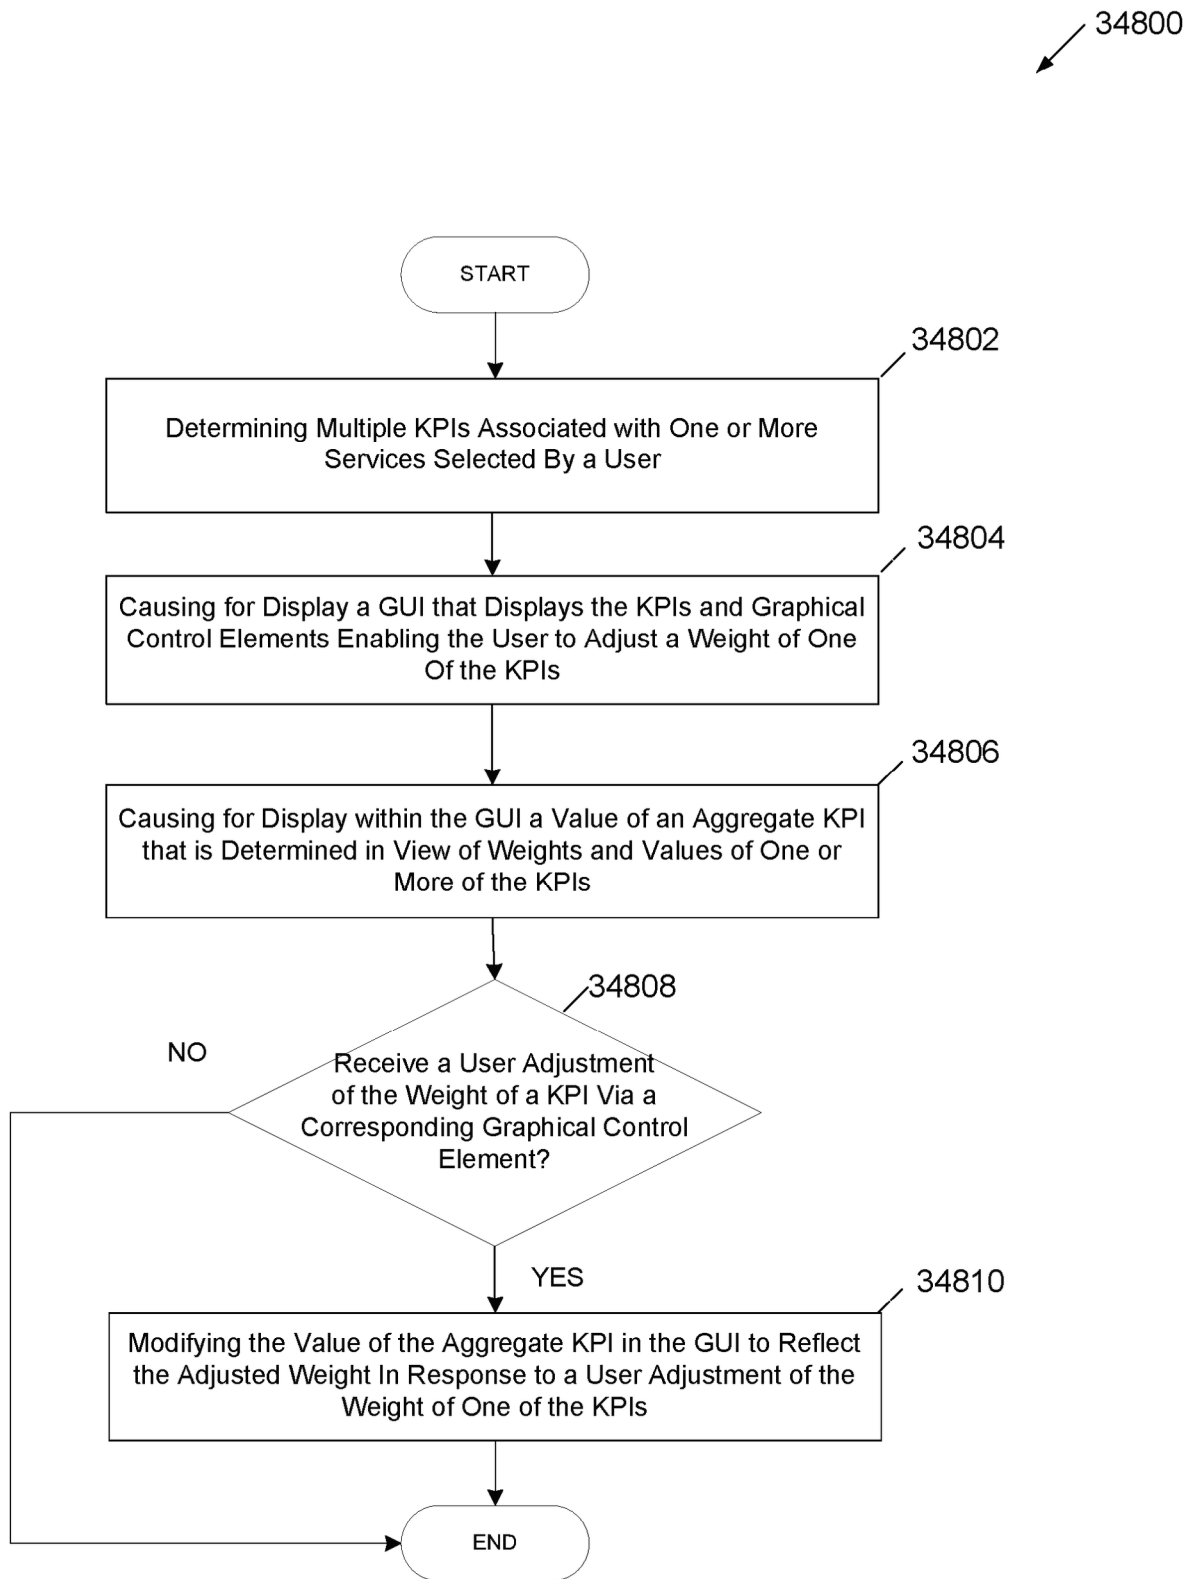 34800
START
34802
Determining Multiple KPIs Associated with One or More
Services Selected By a User
34804
Causing for Display a GUI that Displays the KPIs and Graphical
Control Elements Enabling the User to Adjust a Weight of One
Of the KPIs
34806
Causing for Display within the GUI a Value of an Aggregate KPI
that is Determined in View of Weights and Values of One or
More of the KPIs
34808
NO
Receive a User Adjustment
of the Weight of a KPI Via a
Corresponding Graphical Control
Element?
YES
34810
Modifying the Value of the Aggregate KPI in the GUI to Reflect
the Adjusted Weight In Response to a User Adjustment of the
Weight of One of the KPIs
END